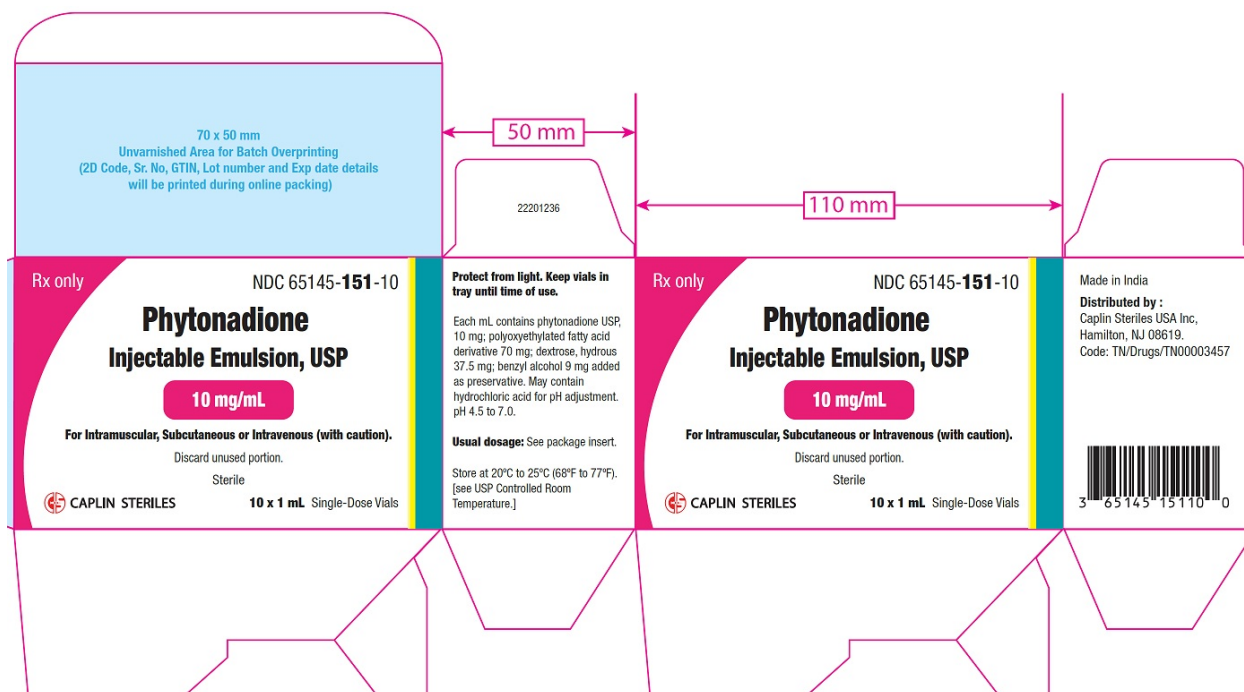 70 x 50 mm
Unvarnished Area for Batch Overprinting
(2D Code, Sr. No, GTIN, Lot number and Exp date details
will be printed during online packing)
50 mm
22201236
110 mm
Rx only
NDC 65145-151-10
Phytonadione
Injectable Emulsion, USP
10 mg/mL
For Intramuscular, Subcutaneous or Intravenous (with caution).
Discard unused portion.
Sterile
CAPLIN STERILES
10 x 1 mL Single-Dose Vials
Protect from light. Keep vials in
tray until time of use.
Each mL contains phytonadione USP,
10 mg; polyoxyethylated fatty acid
derivative 70 mg; dextrose, hydrous
37.5 mg; benzyl alcohol 9 mg added
as preservative. May contain
hydrochloric acid for pH adjustment.
pH 4.5 to 7.0.
Usual dosage: See package insert.
Store at 20°C to 25°C (68°F to 77°F).
[see USP Controlled Room
Temperature.]
Rx only
NDC 65145-151-10
Phytonadione
Injectable Emulsion, USP
10 mg/mL
For Intramuscular, Subcutaneous or Intravenous (with caution).
Discard unused portion.
Sterile
CAPLIN STERILES
10 x 1 mL Single-Dose Vials
Made in India
Distributed by :
Caplin Steriles USA Inc,
Hamilton, NJ 08619.
Code: TN/Drugs/TN00003457
3 65145 15110 0